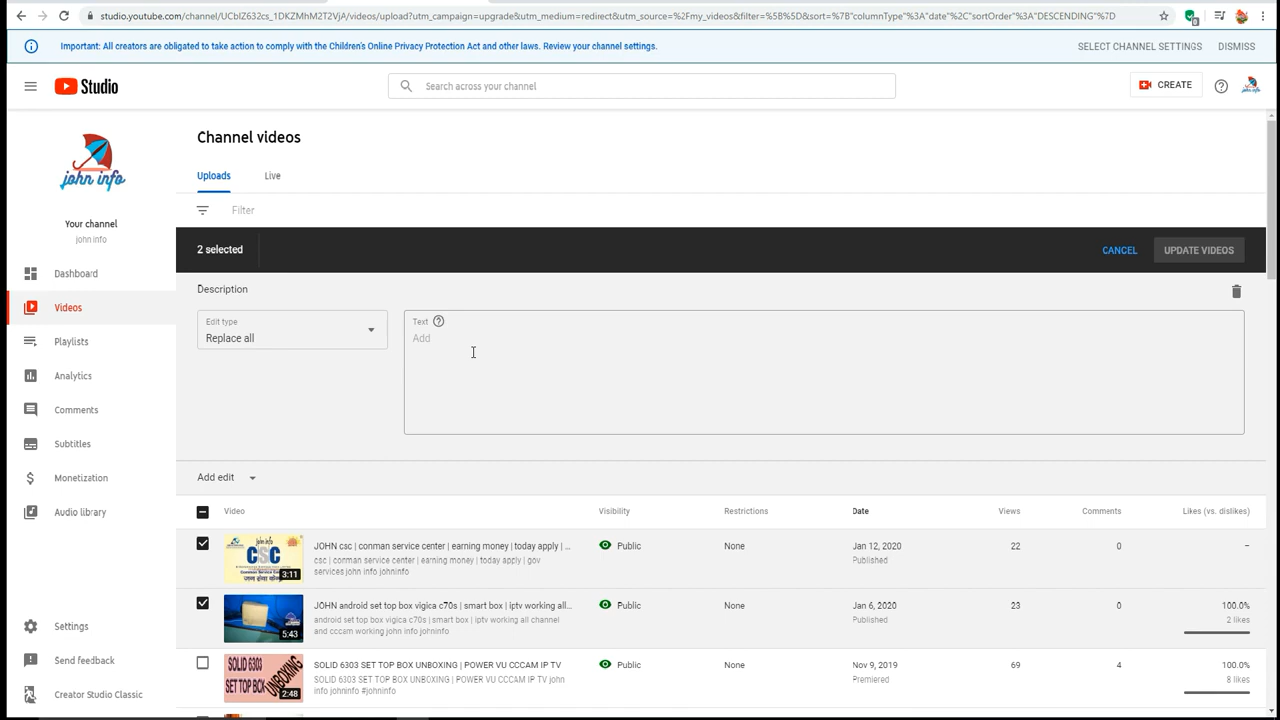 studio.youtube.com/channel/UCbIZ632cs_1DKZMhM2T2VjA/videos/upload?utm_campaign=upgrade&utm_medium=redirect&utm_source=%2Fmy_videos&filter=%5B%5D&sort=%7B"columnType"%3A"date"%2C"sortOrder"%3A"DESCENDING"%7D
Important: All creators are obligated to take action to comply with the Children's Online Privacy Protection Act and other laws. Review your channel settings.
SELECT CHANNEL SETTINGS
DISMISS
Studio
Search across your channel
CREATE
john info
Your channel
john info
Dashboard
Videos
Playlists
Analytics
Comments
Subtitles
Monetization
Audio library
Settings
Send feedback
Creator Studio Classic
Channel videos
Uploads
Live
Filter
2 selected
CANCEL
UPDATE VIDEOS
Description
Edit type
Replace all
Text
Add
Add edit
Video
Visibility
Restrictions
Date
Views
Comments
Likes (vs. dislikes)
John Info
CSC
3:11
JOHN csc | conman service center | earning money | today apply | ...
csc | conman service center | earning money | today apply | gov
services john info johninfo
Public
None
Jan 12, 2020
Published
22
0
–
5:43
JOHN android set top box vigica c70s | smart box | iptv working all...
android set top box vigica c70s | smart box | iptv working all channel
and cccam working john info johninfo
Public
None
Jan 6, 2020
Published
23
0
100.0%
2 likes
SOLID 6303
SET TOP BOX
UNBOXING
2:48
SOLID 6303 SET TOP BOX UNBOXING | POWER VU CCCAM IP TV
SOLID 6303 SET TOP BOX UNBOXING | POWER VU CCCAM IP TV john
info johninfo #johninfo
Public
None
Nov 9, 2019
Premiered
69
4
100.0%
8 likes